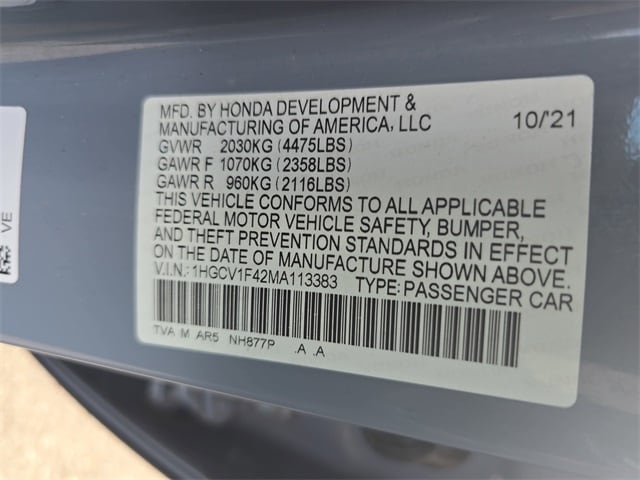 MFD. BY HONDA DEVELOPMENT &
MANUFACTURING OF AMERICA, LLC 10/'21
GVWR 2030KG (4475LBS)
GAWR F 1070KG (2358LBS)
GAWR R 960KG (2116LBS)
THIS VEHICLE CONFORMS TO ALL APPLICABLE
FEDERAL MOTOR VEHICLE SAFETY, BUMPER,
AND THEFT PREVENTION STANDARDS IN EFFECT
ON THE DATE OF MANUFACTURE SHOWN ABOVE.
V.I.N.: 1HGCV1F42MA113383 TYPE: PASSENGER CAR
TVA M AR5 NH877P .A .A
VE